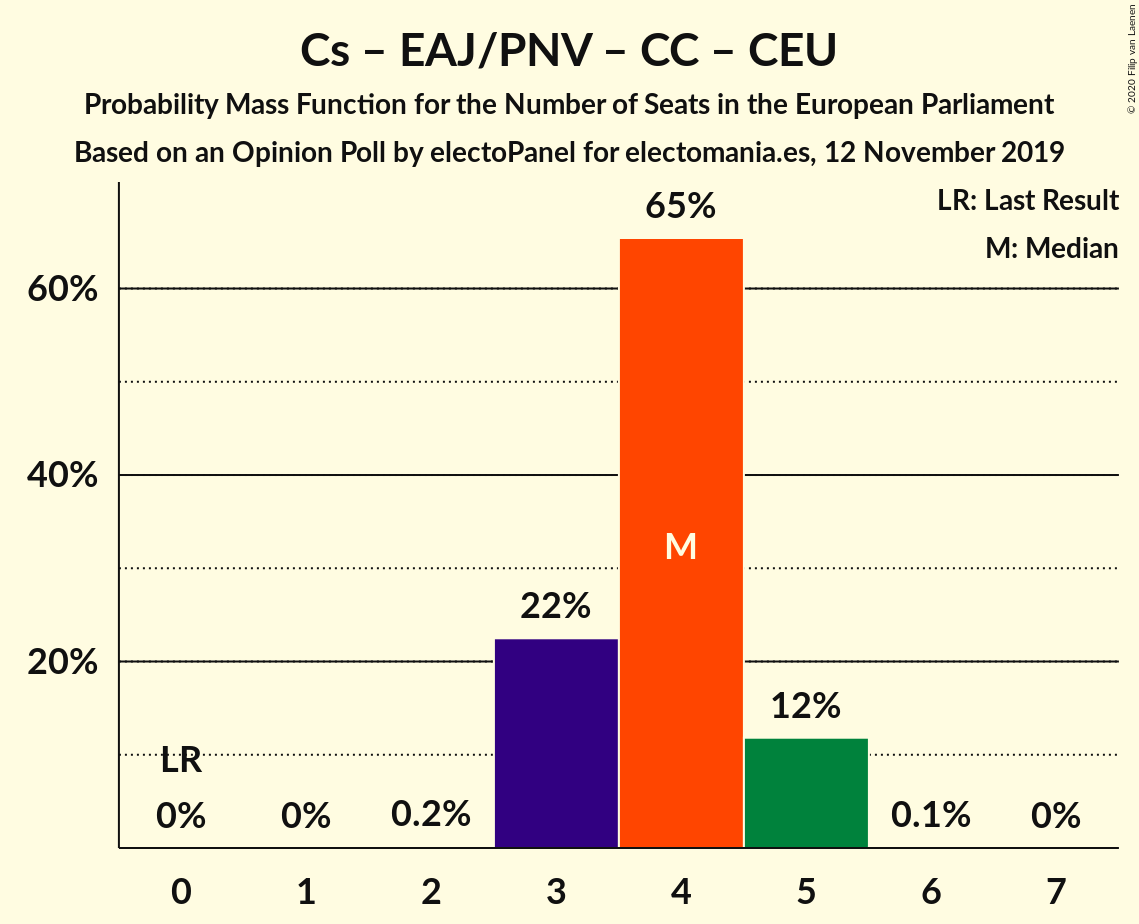 Cs – EAJ/PNV – CC – CEU
Probability Mass Function for the Number of Seats in the European Parliament
Based on an Opinion Poll by electoPanel for electomania.es, 12 November 2019
© 2020 Filip van Laenen
LR: Last Result
M: Median
65%
60%
40%
M
22%
20%
12%
LR
0%
0%
0.2%
0.1%
0%
0
1
2
3
4
5
6
7